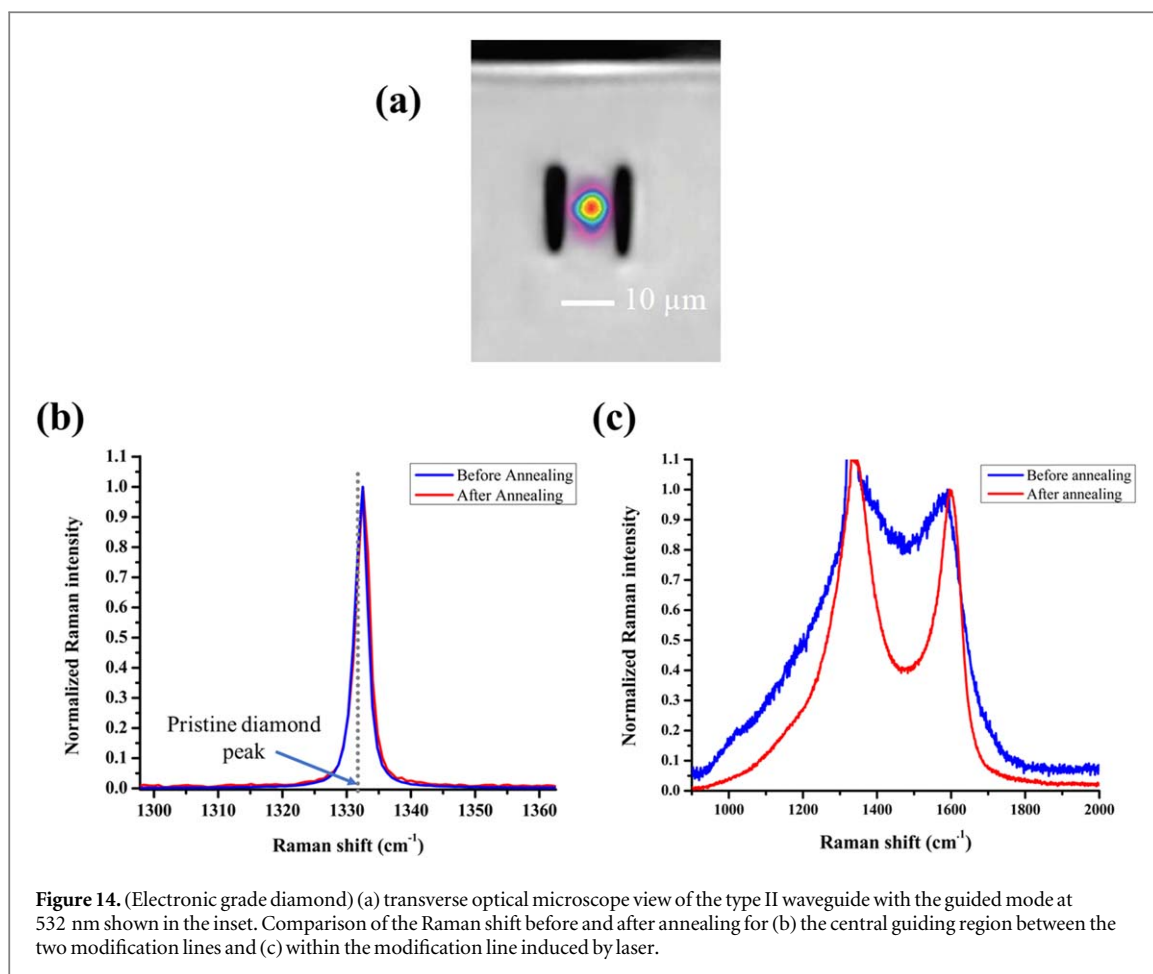 (a)
10 µm
(b)
(c)
1.1
1.0
0.9
0.8
0.7
0.6
0.5
0.4
0.3
0.2
0.1
0.0
Normalized Raman intensity
Before Annealing
After Annealing
Pristine diamond
peak
1300
1320
1333
1340
1350
1360
Raman shift (cm⁻¹)
1.1
1.0
0.9
0.8
0.7
0.6
0.5
0.4
0.3
0.2
0.1
0.0
Normalized Raman intensity
Before annealing
After annealing
1000
1200
1400
1600
1800
2000
Raman shift (cm⁻¹)
Figure 14. (Electronic grade diamond) (a) transverse optical microscope view of the type II waveguide with the guided mode at
532 nm shown in the inset. Comparison of the Raman shift before and after annealing for (b) the central guiding region between the
two modification lines and (c) within the modification line induced by laser.